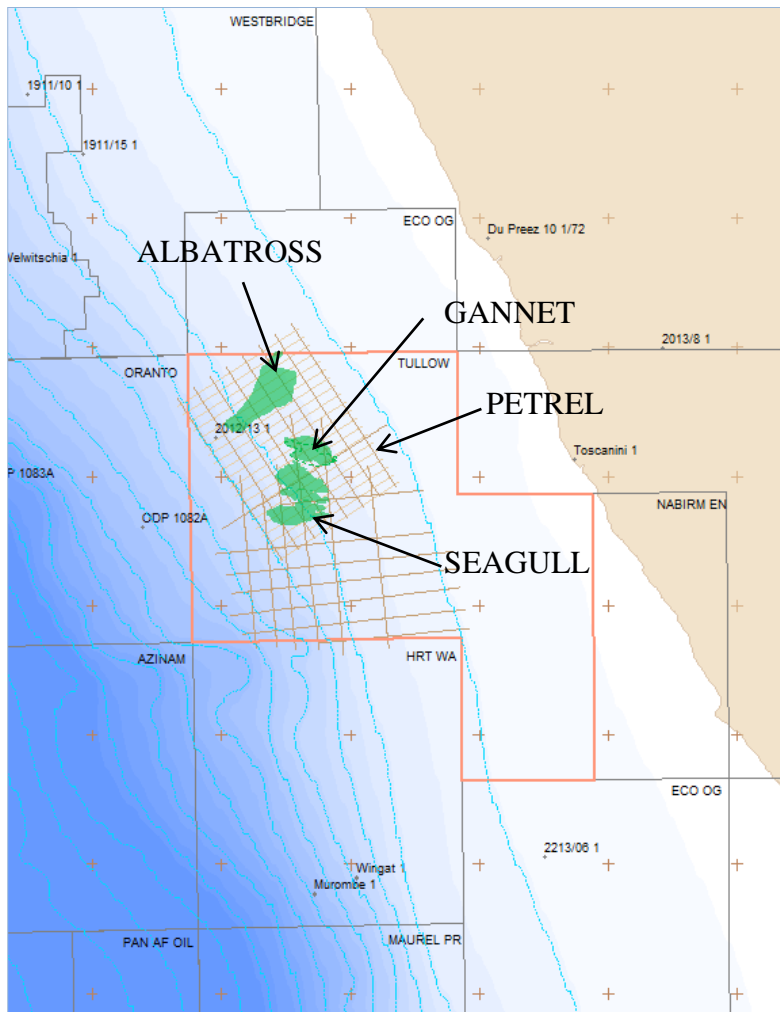 WESTBRIDGE
1911/10 1
1911/15 1
ECO OG
Du Preez 10 1/72
ALBATROSS
Welwitschia 1
GANNET
2013/8 1
ORANTO
TULLOW
PETREL
2012/13 1
Toscanini 1
P 1083A
NABIRM EN
ODP 1082A
SEAGULL
AZINAM
HRT WA
ECO OG
2213/06 1
Wingat 1
Murombe 1
PAN AF OIL
MAUREL PR